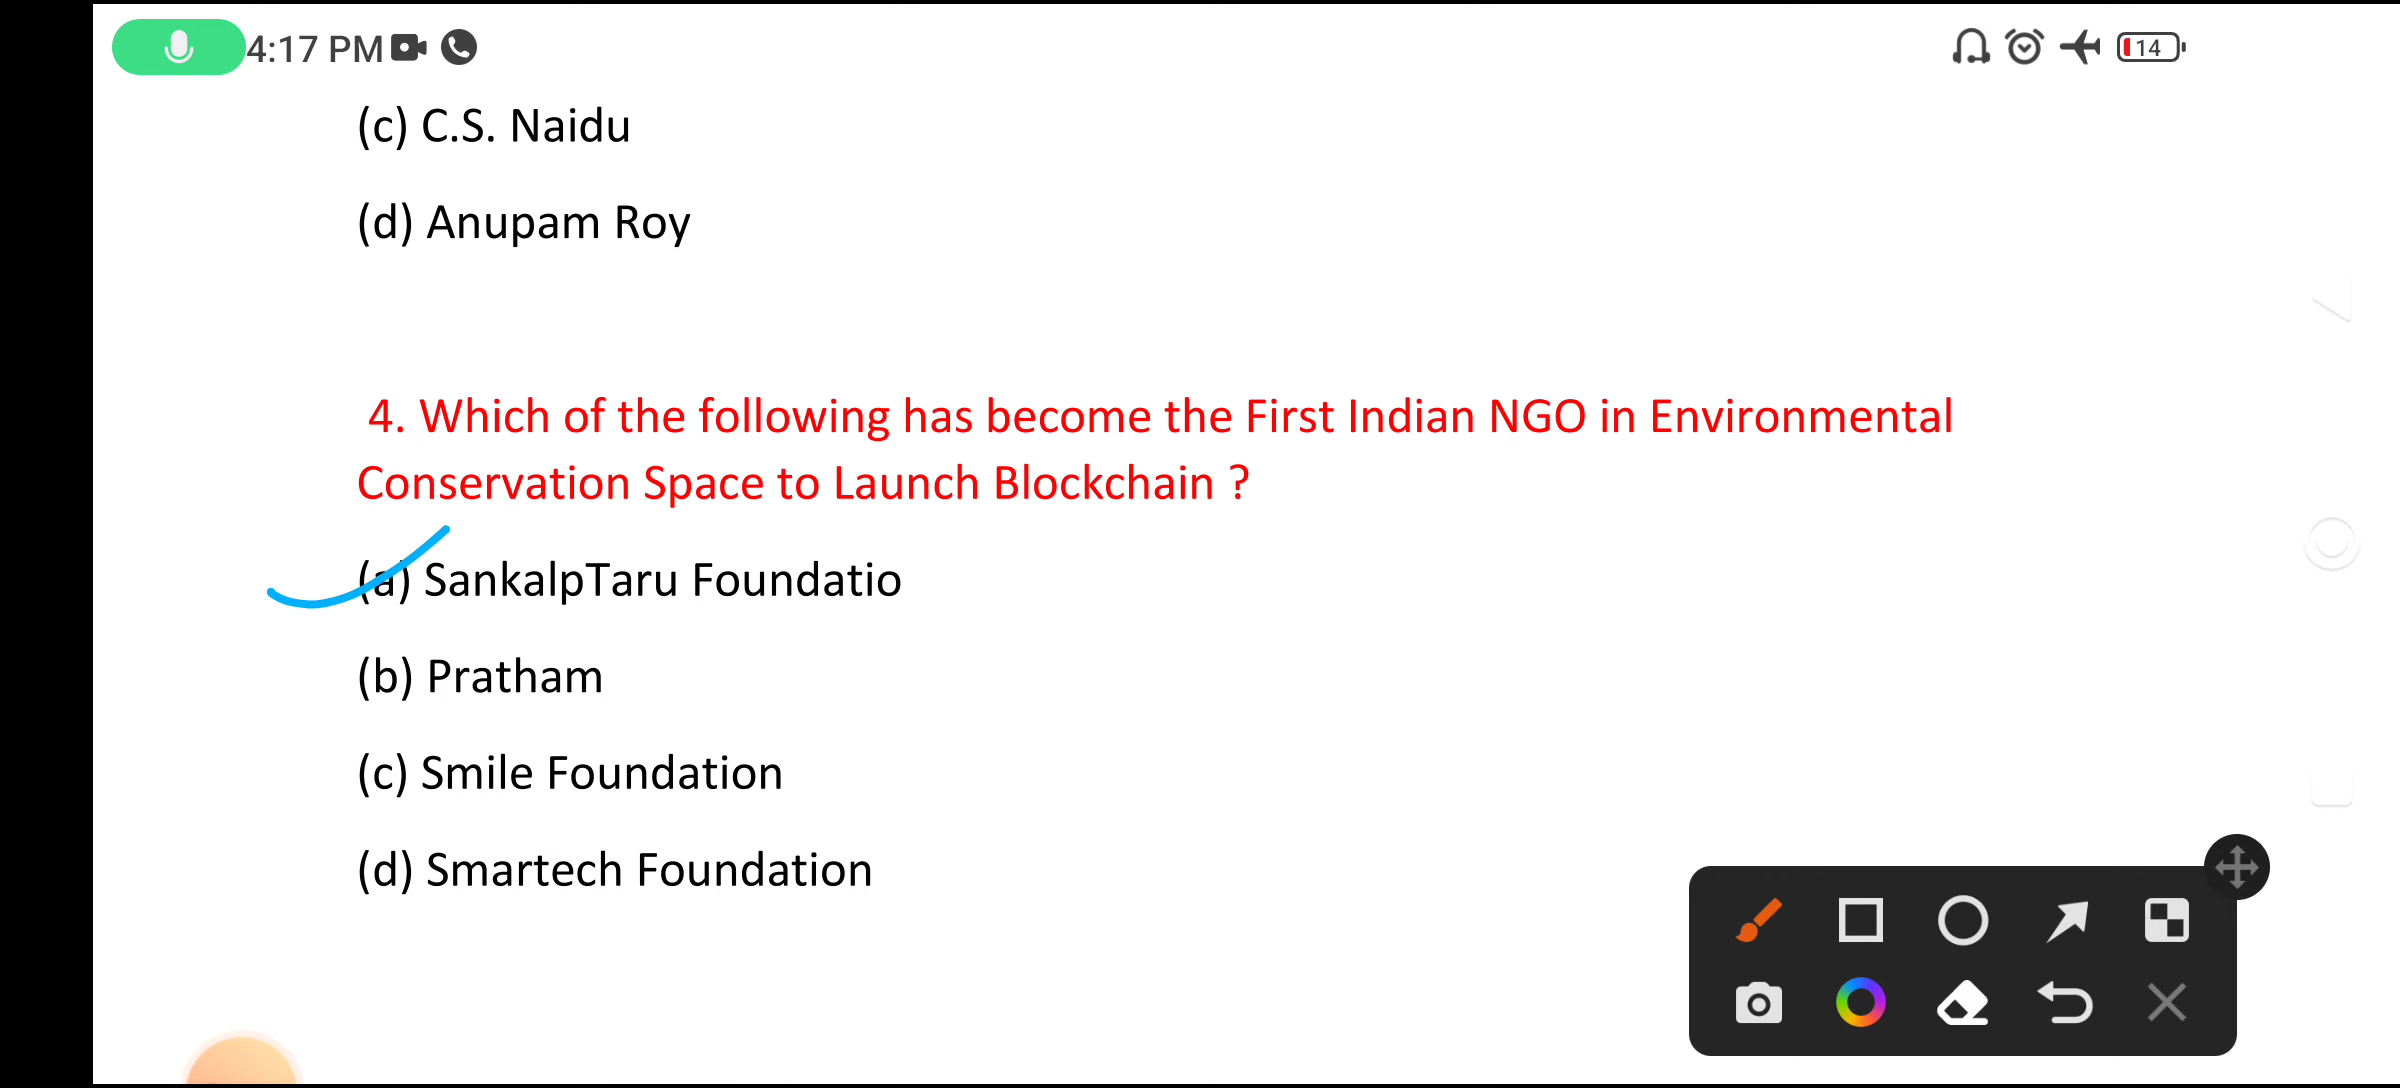 4:17 PM
14
(c) C.S. Naidu
(d) Anupam Roy
4. Which of the following has become the First Indian NGO in Environmental
Conservation Space to Launch Blockchain ?
(a) SankalpTaru Foundatio
(b) Pratham
(c) Smile Foundation
(d) Smartech Foundation